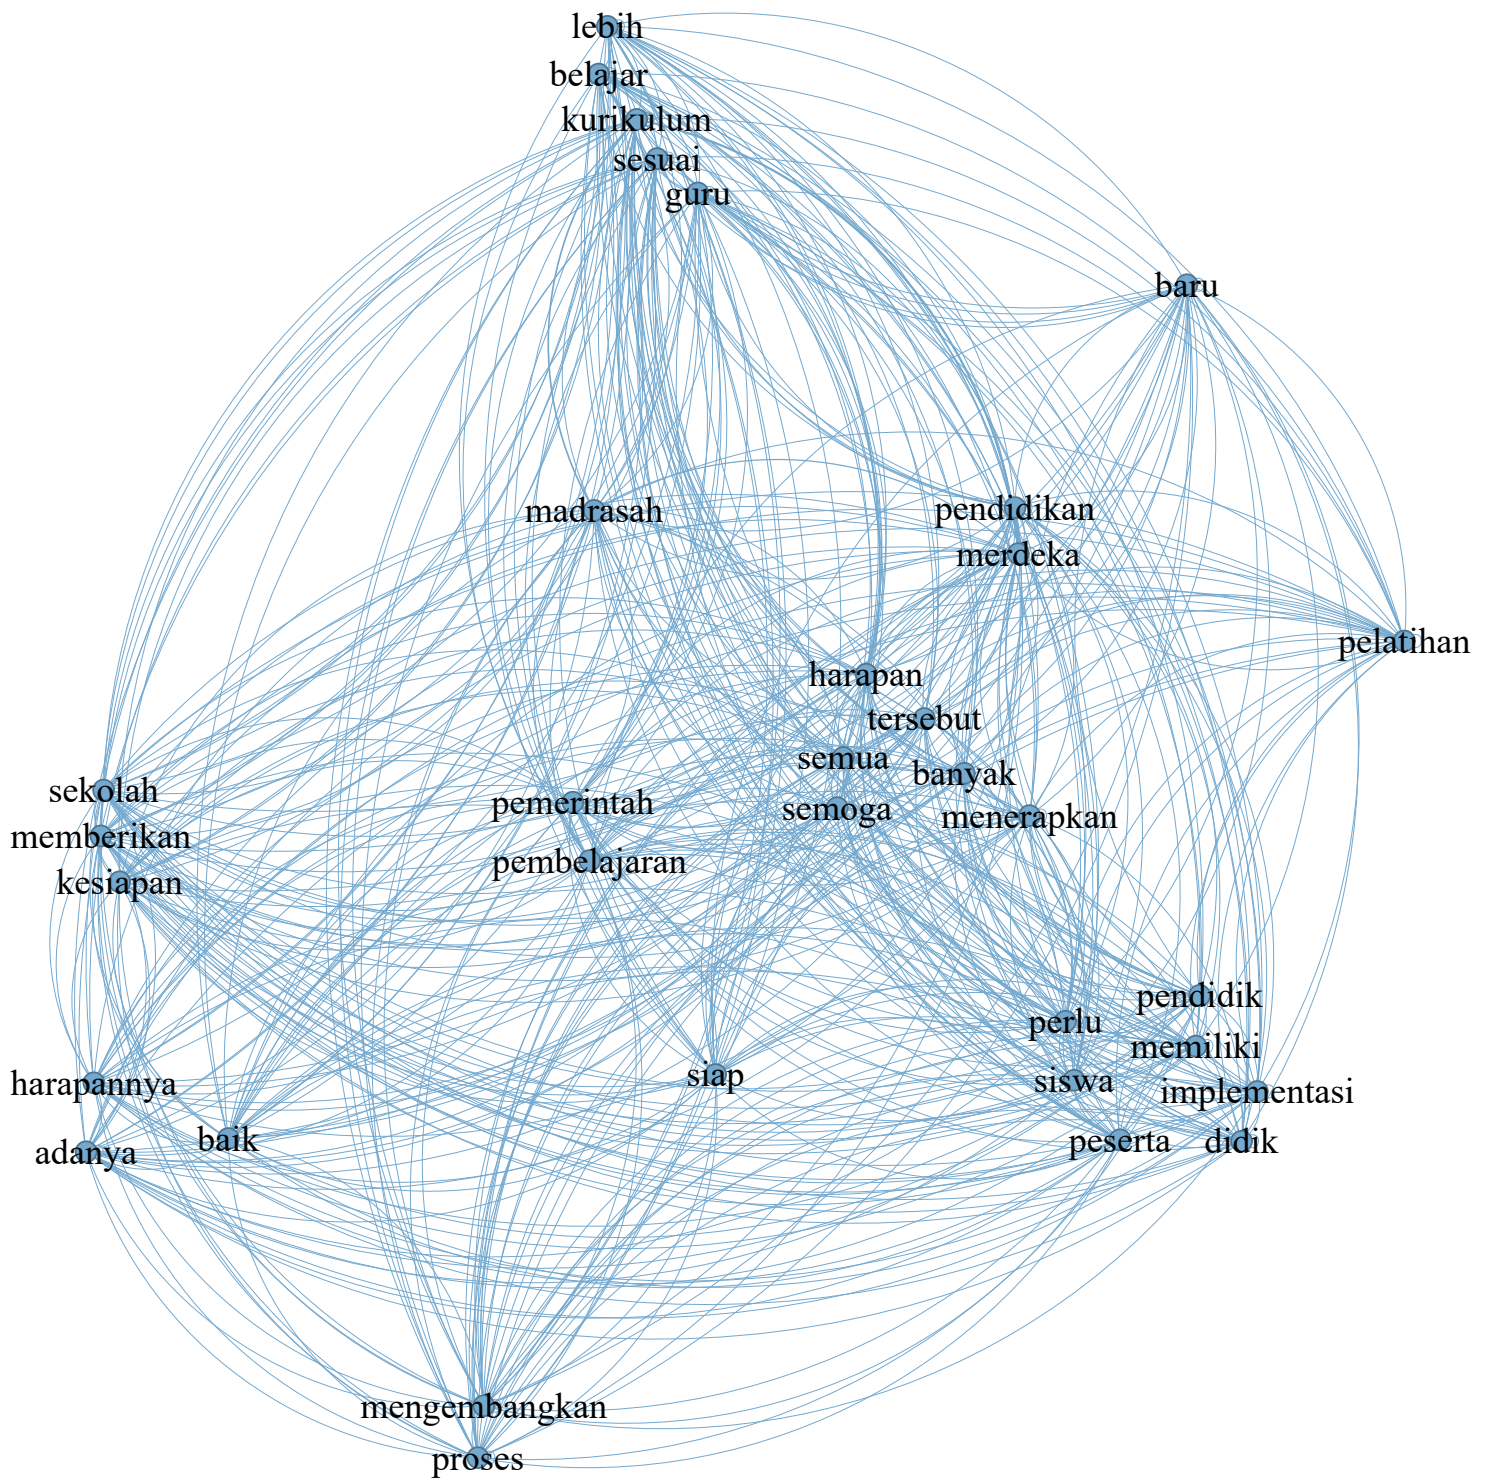 lebih
belajar
kurikulum
sesuai
guru
baru
madrasah
pendidikan
merdeka
pelatihan
harapan
tersebut
semua
banyak
semoga
menerapkan
sekolah
memberikan
kesiapan
pemerintah
pembelajaran
pendidik
perlu
memiliki
siswa
implementasi
peserta
didik
siap
harapannya
baik
adanya
mengembangkan
proses